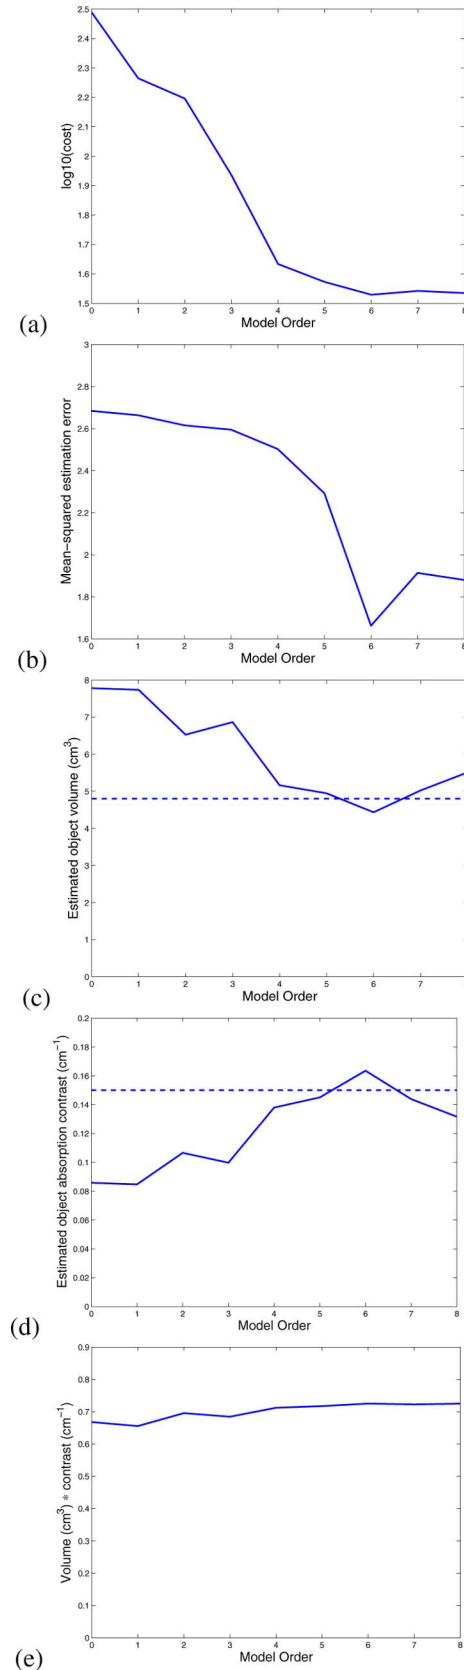 2.5
2.4
2.3
2.2
2.1
2
1.9
1.8
1.7
1.6
1.5
log10(cost)
0 1 2 3 4 5 6 7 8
Model Order
(a)
3
2.8
2.6
2.4
2.2
2
1.8
1.6
Mean-squared estimation error
0 1 2 3 4 5 6 7 8
Model Order
(b)
8
7
6
5
4
3
2
1
0
Estimated object volume (cm³)
0 1 2 3 4 5 6 7 8
Model Order
(c)
0.2
0.18
0.16
0.14
0.12
0.1
0.08
0.06
0.04
0.02
0
Estimated object absorption contrast (cm⁻¹)
0 1 2 3 4 5 6 7 8
Model Order
(d)
0.9
0.8
0.7
0.6
0.5
0.4
0.3
0.2
0.1
0
Volume (cm³) * contrast (cm⁻¹)
0 1 2 3 4 5 6 7 8
Model Order
(e)